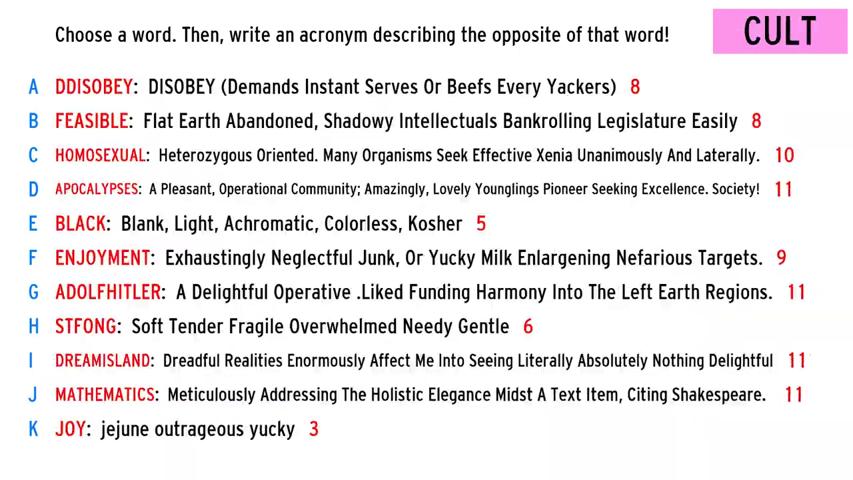 Choose a word. Then, write an acronym describing the opposite of that word!
CULT
A DDISOBEY: DISOBEY (Demands Instant Serves Or Beefs Every Yackers) 8
B FEASIBLE: Flat Earth Abandoned, Shadowy Intellectuals Bankrolling Legislature Easily 8
C HOMOSEXUAL: Heterozygous Oriented. Many Organisms Seek Effective Xenia Unanimously And Laterally. 10
D APOCALYPSES: A Pleasant, Operational Community; Amazingly, Lovely Younglings Pioneer Seeking Excellence. Society! 11
E BLACK: Blank, Light, Achromatic, Colorless, Kosher 5
F ENJOYMENT: Exhaustingly Neglectful Junk, Or Yucky Milk Enlargening Nefarious Targets. 9
G ADOLFHITLER: A Delightful Operative .Liked Funding Harmony Into The Left Earth Regions. 11
H STFONG: Soft Tender Fragile Overwhelmed Needy Gentle 6
I DREAMISLAND: Dreadful Realities Enormously Affect Me Into Seeing Literally Absolutely Nothing Delightful 11
J MATHEMATICS: Meticulously Addressing The Holistic Elegance Midst A Text Item, Citing Shakespeare. 11
K JOY: jejune outrageous yucky 3